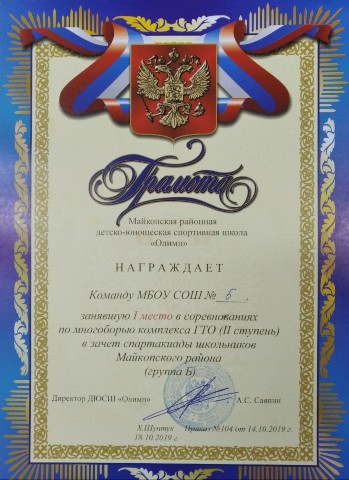 Грамота
Майкопская районная
детско-юношеская спортивная школа
«Олимп»
НАГРАЖДАЕТ
Команду МБОУ СОШ № 5 ,
занявшую I место в соревнованиях
по многоборью комплекса ГТО (II ступень)
в зачет спартакиады школьников
Майкопского района
(группа Б)
Директор ДЮСШ «Олимп» А.С. Саянин
Х.Шунтук Приказ №104 от 14.10.2019 г.
18.10.2019 г.